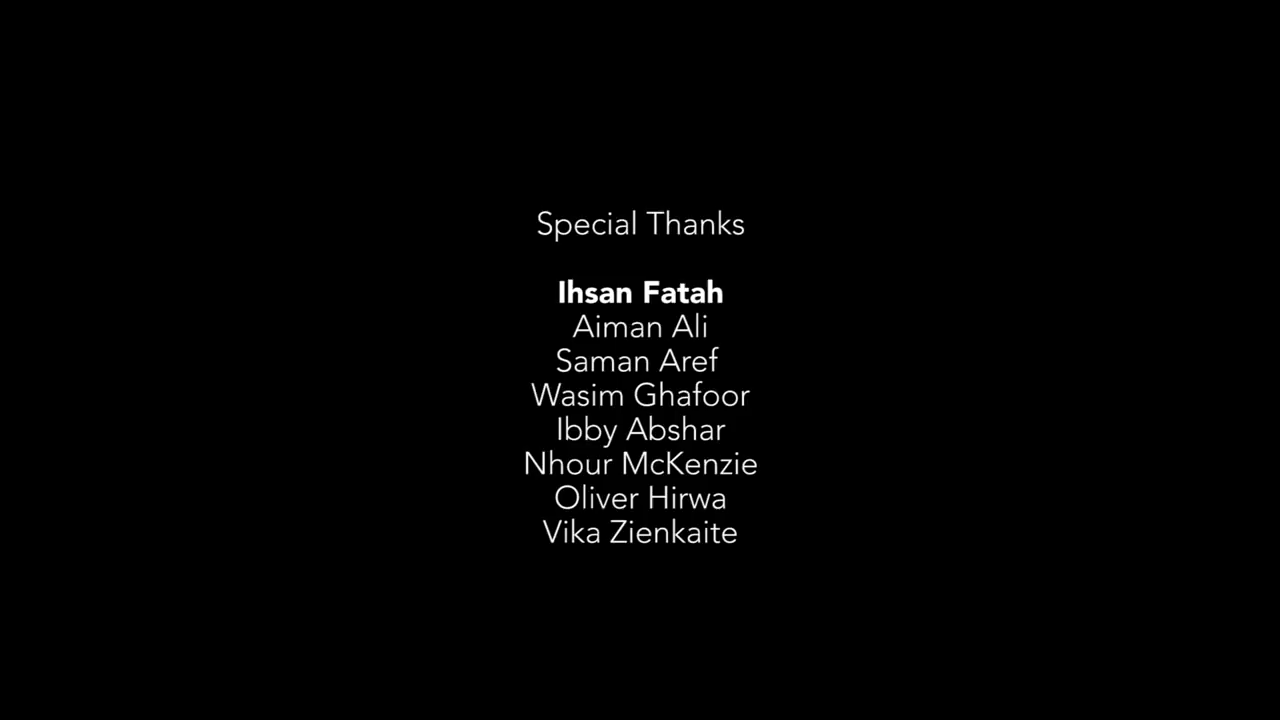 Special Thanks
Ihsan Fatah
Aiman Ali
Saman Aref
Wasim Ghafoor
Ibby Abshar
Nhour McKenzie
Oliver Hirwa
Vika Zienkaite